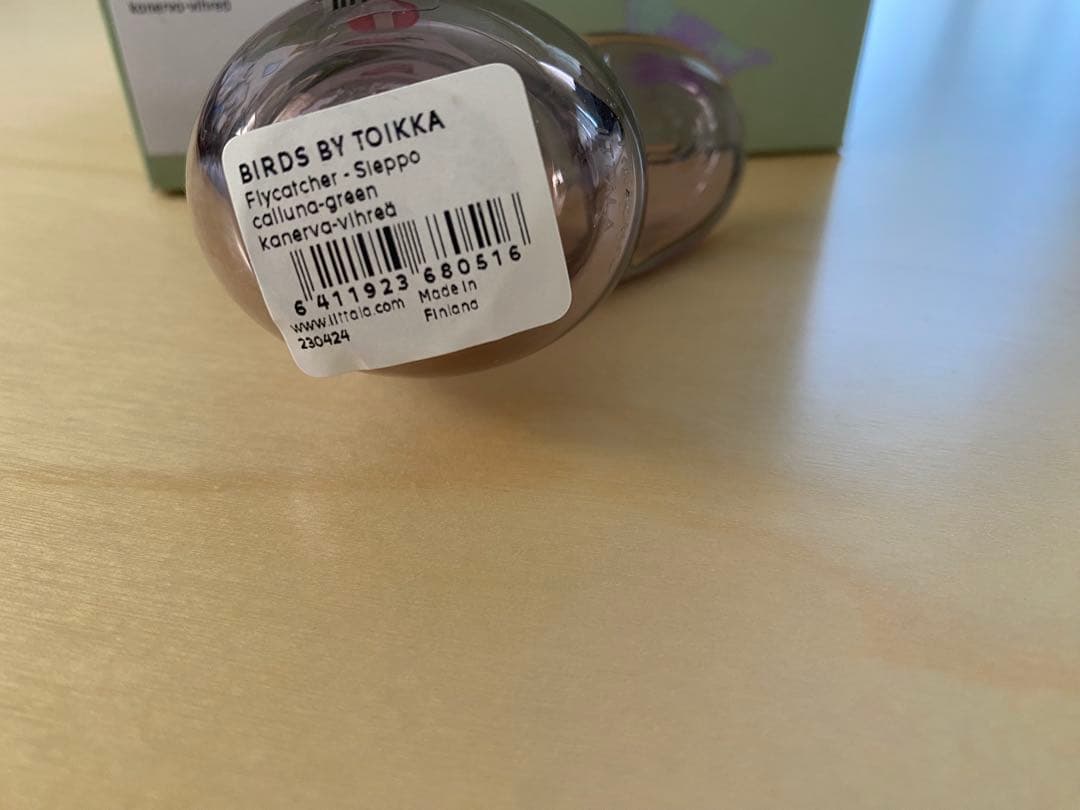 kanerva-vihreä
BIRDS BY TOIKKA
Flycatcher - Sieppo
calluna-green
kanerva-vihreä
6 411923 680516
www.iittala.com Made in
230424 Finland